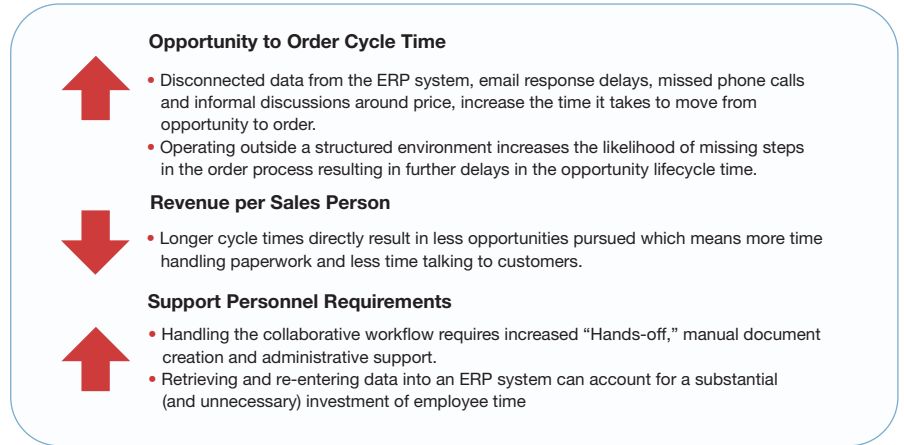 Opportunity to Order Cycle Time
• Disconnected data from the ERP system, email response delays, missed phone calls
and informal discussions around price, increase the time it takes to move from
opportunity to order.
• Operating outside a structured environment increases the likelihood of missing steps
in the order process resulting in further delays in the opportunity lifecycle time.
Revenue per Sales Person
• Longer cycle times directly result in less opportunities pursued which means more time
handling paperwork and less time talking to customers.
Support Personnel Requirements
• Handling the collaborative workflow requires increased “Hands-off,” manual document
creation and administrative support.
• Retrieving and re-entering data into an ERP system can account for a substantial
(and unnecessary) investment of employee time